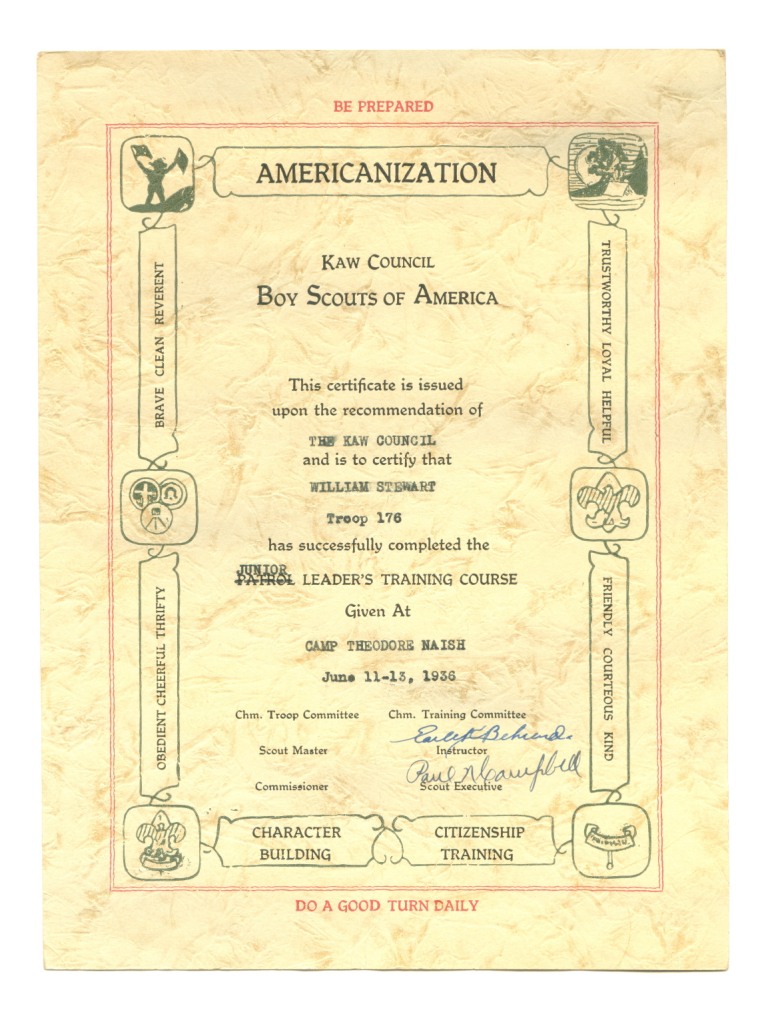 BE PREPARED
AMERICANIZATION
KAW COUNCIL
BOY SCOUTS OF AMERICA
BRAVE CLEAN REVERENT
TRUSTWORTHY LOYAL HELPFUL
This certificate is issued
upon the recommendation of
THE KAW COUNCIL
and is to certify that
WILLIAM STEWART
Troop 176
has successfully completed the
JUNIOR
PATROL LEADER'S TRAINING COURSE
Given At
CAMP THEODORE NAISH
June 11-13, 1936
OBEDIENT CHEERFUL THRIFTY
FRIENDLY COURTEOUS KIND
Chm. Troop Committee Chm. Training Committee
Scout Master Instructor
Paul N Campbell
Commissioner Scout Executive
CHARACTER BUILDING
CITIZENSHIP TRAINING
DO A GOOD TURN DAILY